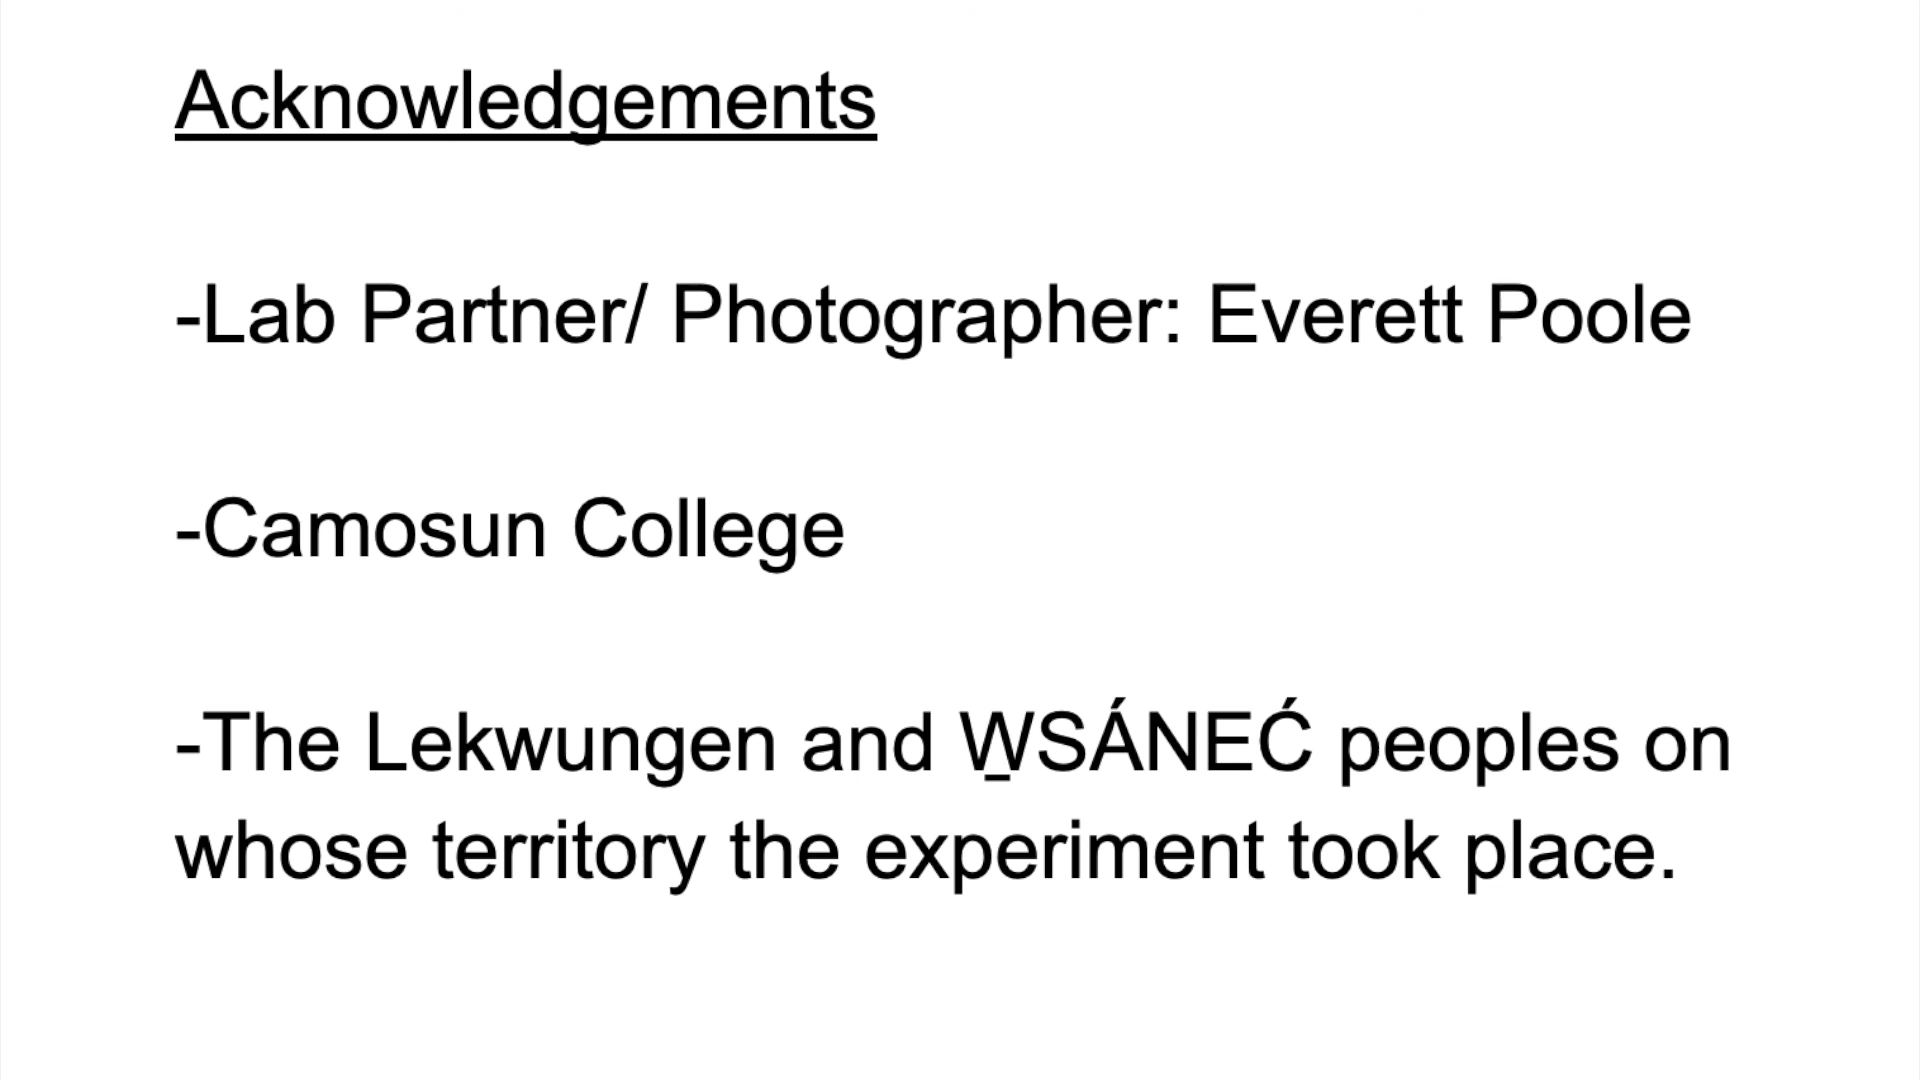 Acknowledgements
-Lab Partner/ Photographer: Everett Poole
-Camosun College
-The Lekwungen and W̱SÁNEĆ peoples on
whose territory the experiment took place.